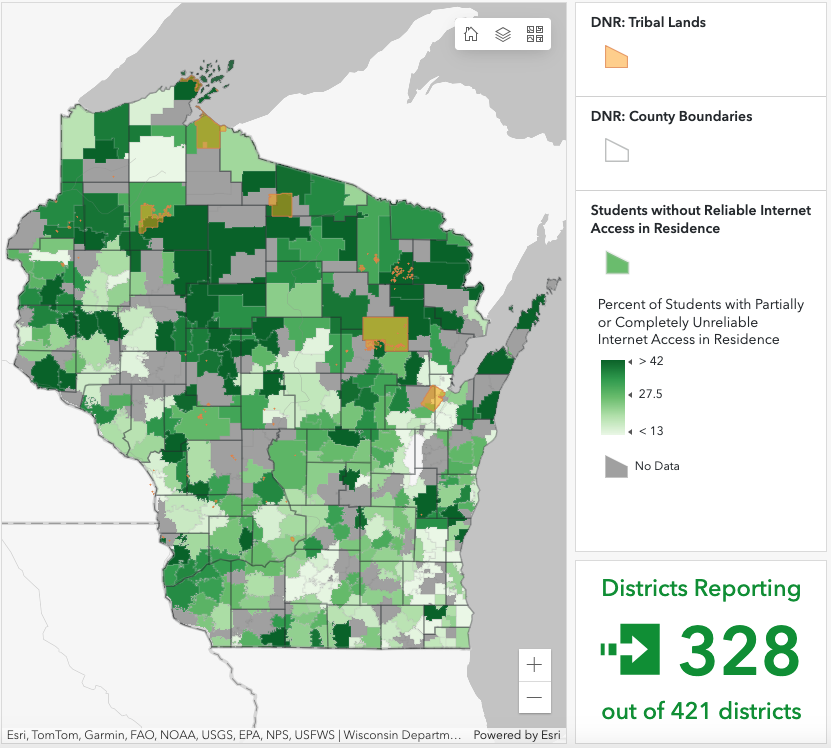 DNR: Tribal Lands
DNR: County Boundaries
Students without Reliable Internet
Access in Residence
Percent of Students with Partially
or Completely Unreliable
Internet Access in Residence
> 42
27.5
< 13
No Data
Districts Reporting
328
out of 421 districts
Esri, TomTom, Garmin, FAO, NOAA, USGS, EPA, NPS, USFWS | Wisconsin Departm... Powered by Esri